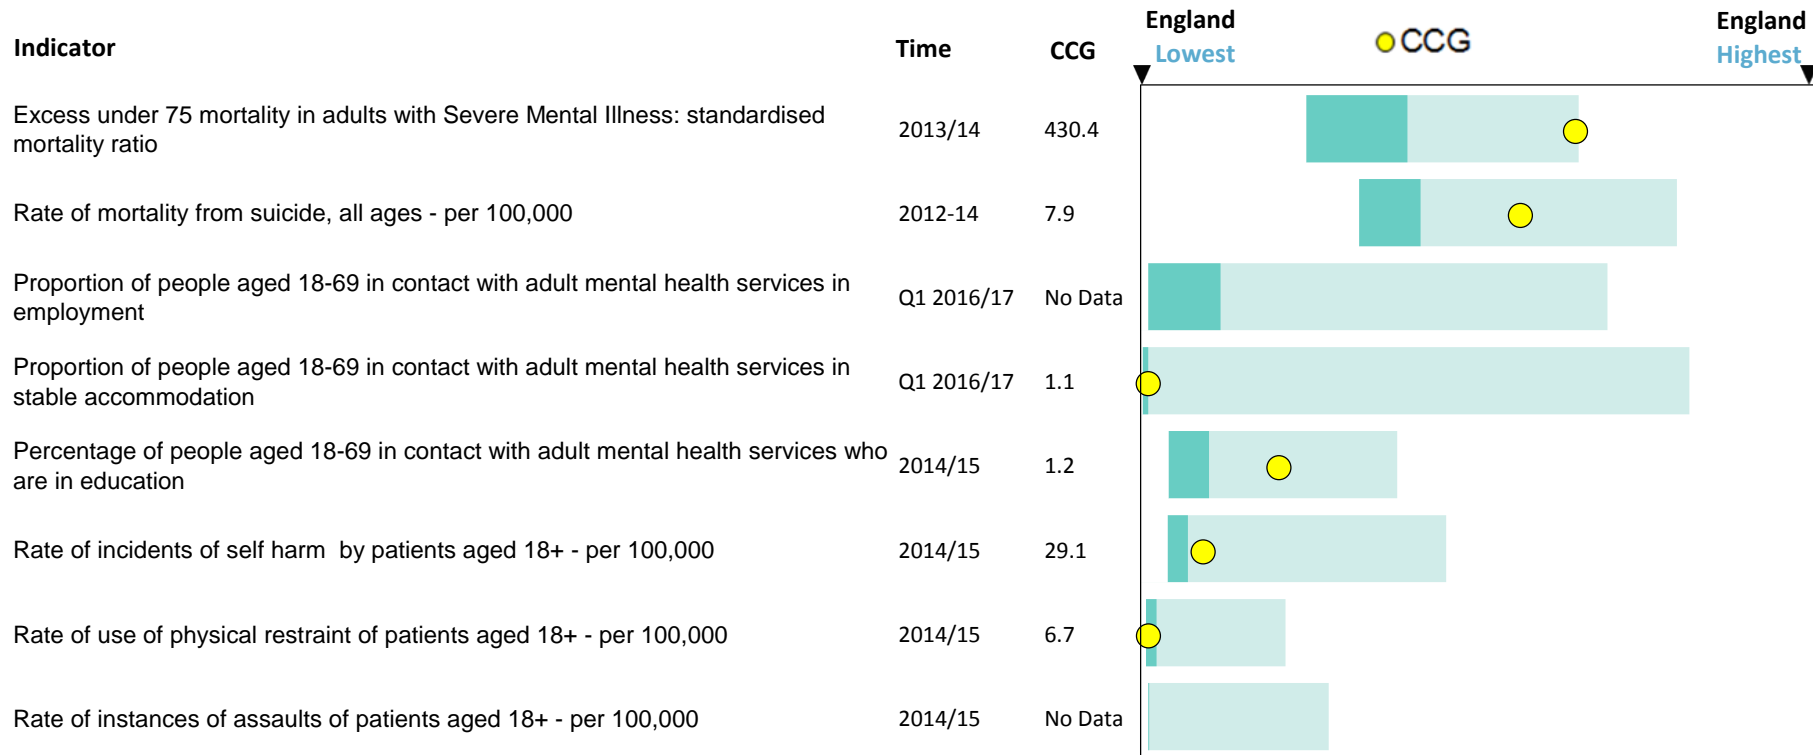 England
England
Indicator
Time
CCG
Lowest
CCG
Highest
Excess under 75 mortality in adults with Severe Mental Illness: standardised
mortality ratio
2013/14
430.4
Rate of mortality from suicide, all ages - per 100,000
2012-14
7.9
Proportion of people aged 18-69 in contact with adult mental health services in
employment
Q1 2016/17
No Data
Proportion of people aged 18-69 in contact with adult mental health services in
stable accommodation
Q1 2016/17
1.1
Percentage of people aged 18-69 in contact with adult mental health services who
are in education
2014/15
1.2
Rate of incidents of self harm  by patients aged 18+ - per 100,000
2014/15
29.1
Rate of use of physical restraint of patients aged 18+ - per 100,000
2014/15
6.7
Rate of instances of assaults of patients aged 18+ - per 100,000
2014/15
No Data